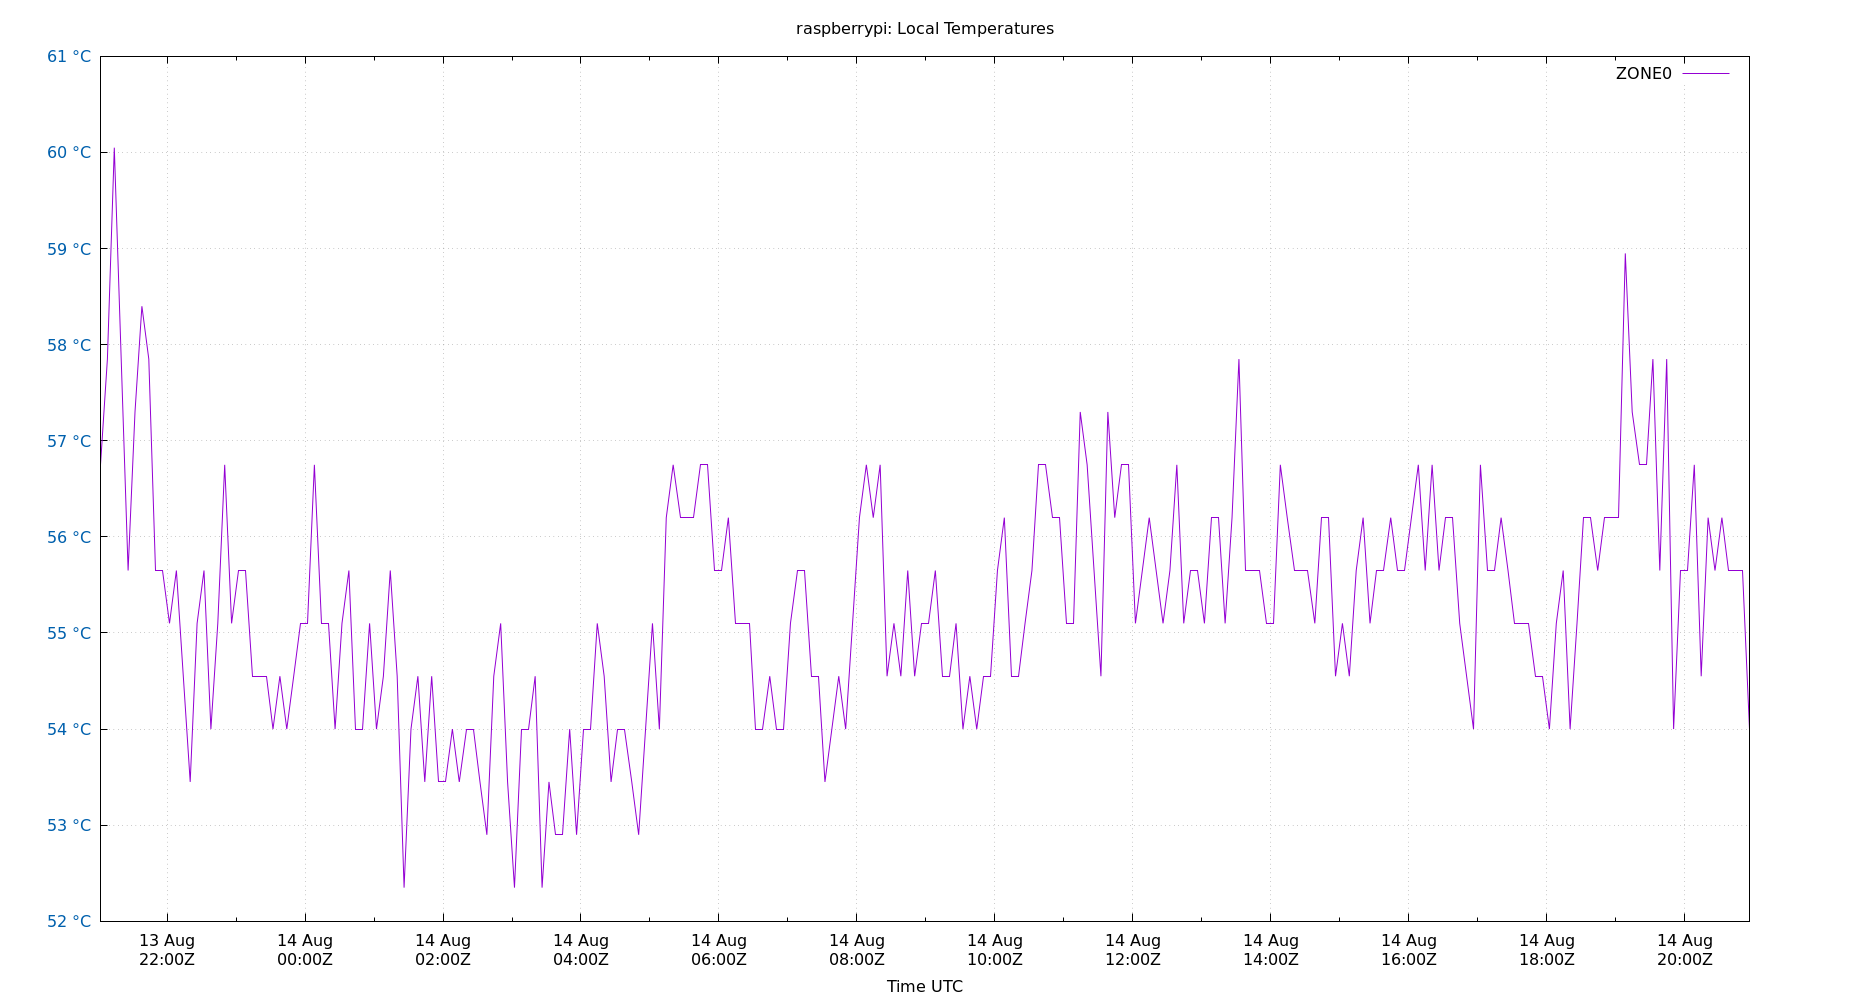 raspberrypi: Local Temperatures
61 °C
ZONE0
60 °C
59 °C
58 °C
57 °C
56 °C
55 °C
54 °C
53 °C
52 °C
13 Aug 14 Aug 14 Aug 14 Aug 14 Aug 14 Aug 14 Aug 14 Aug 14 Aug 14 Aug 14 Aug 14 Aug
22:00Z 00:00Z 02:00Z 04:00Z 06:00Z 08:00Z 10:00Z 12:00Z 14:00Z 16:00Z 18:00Z 20:00Z
Time UTC